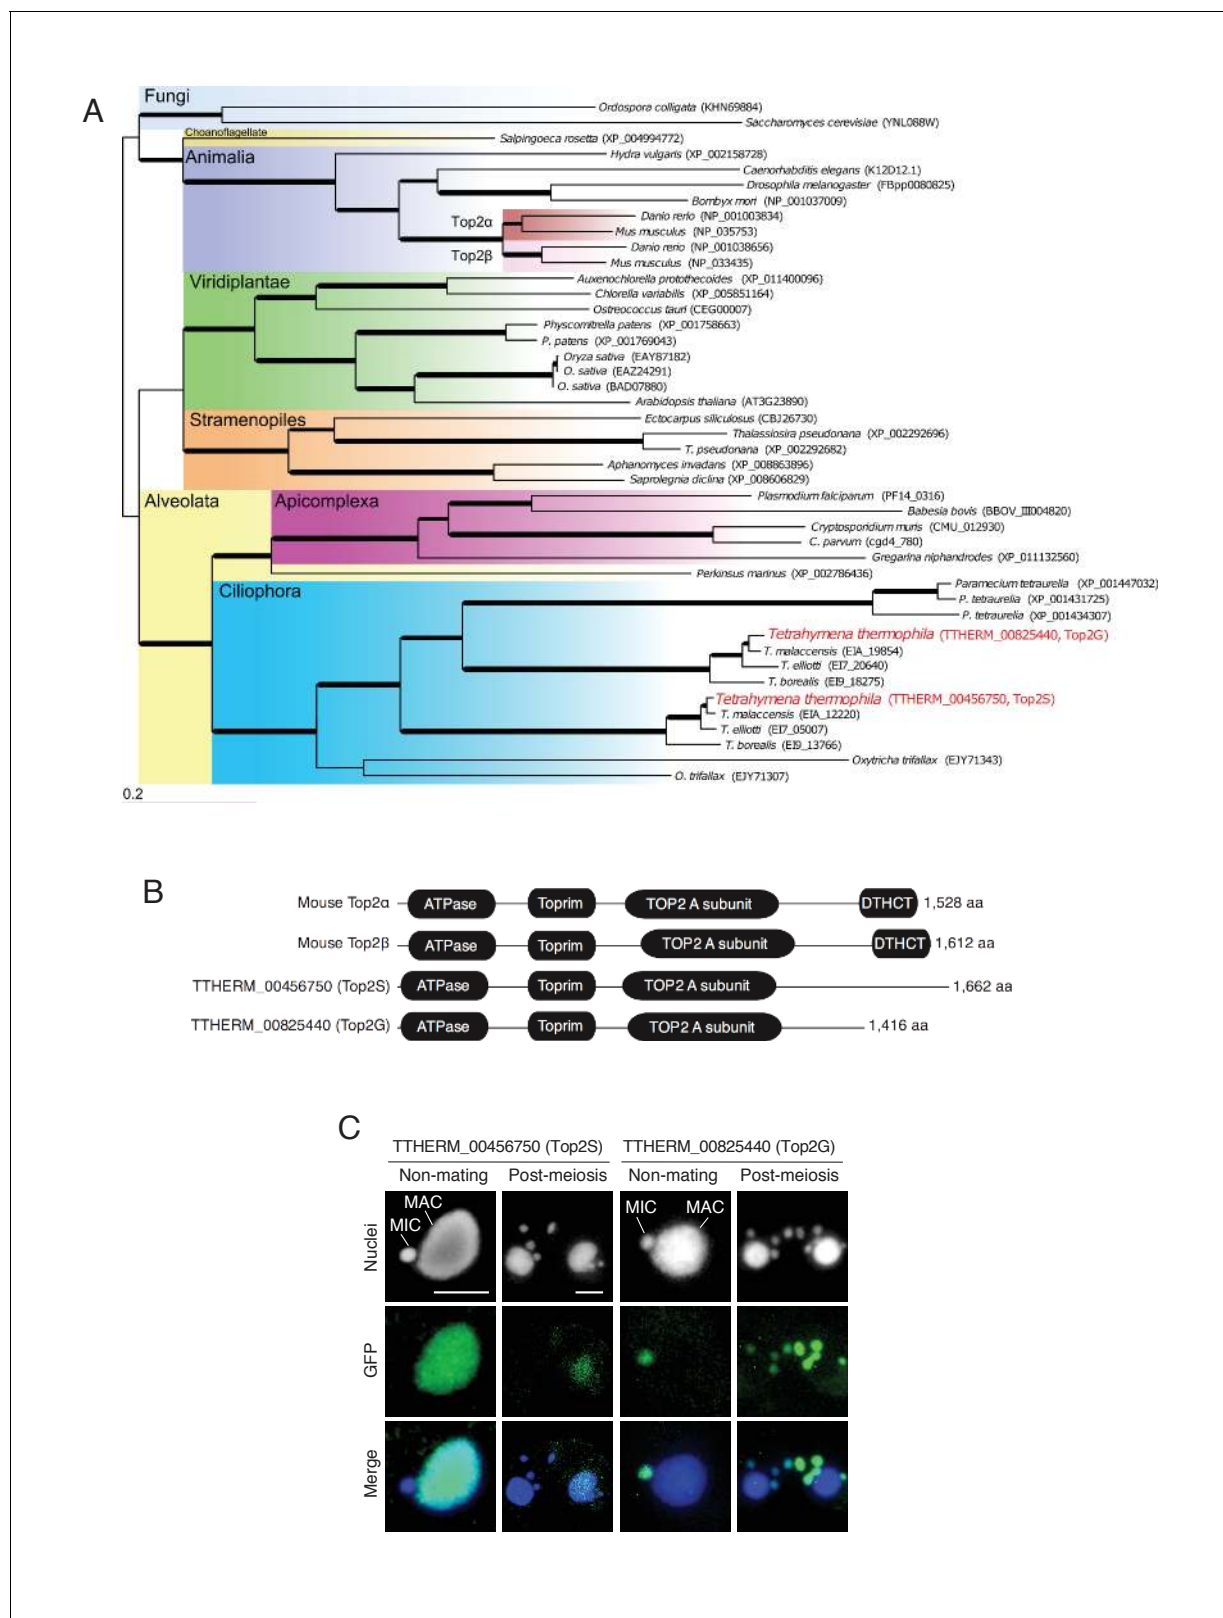 A
Fungi
Ordospora colligata (KHN69884)
Saccharomyces cerevisiae (YNL088W)
Choanoflagellate
Salpingoeca rosetta (XP_004994772)
Animalia
Hydra vulgaris (XP_002158728)
Caenorhabditis elegans (K12D12.1)
Drosophila melanogaster (FBpp0080825)
Bombyx mori (NP_001037009)
Top2α
Danio rerio (NP_001003834)
Mus musculus (NP_035753)
Top2β
Danio rerio (NP_001038656)
Mus musculus (NP_033435)
Viridiplantae
Auxenochlorella protothecoides (XP_011400096)
Chlorella variabilis (XP_005851164)
Ostreococcus tauri (CEG00007)
Physcomitrella patens (XP_001758663)
P. patens (XP_001769043)
Oryza sativa (EAY87182)
O. sativa (EAZ24291)
O. sativa (BAD07880)
Arabidopsis thaliana (AT3G23890)
Stramenopiles
Ectocarpus siliculosus (CBJ26730)
Thalassiosira pseudonana (XP_002292696)
T. pseudonana (XP_002292682)
Aphanomyces invadans (XP_008863896)
Saprolegnia diclina (XP_008606829)
Alveolata
Apicomplexa
Plasmodium falciparum (PF14_0316)
Babesia bovis (BBOV_III004820)
Cryptosporidium muris (CMU_012930)
C. parvum (cgd4_780)
Gregarina niphandrodes (XP_011132560)
Perkinsus marinus (XP_002786436)
Ciliophora
Paramecium tetraurelia (XP_001447032)
P. tetraurelia (XP_001431725)
P. tetraurelia (XP_001434307)
Tetrahymena thermophila (TTHERM_00825440, Top2G)
T. malaccensis (EIA_19854)
T. elliotti (EI7_20640)
T. borealis (EI9_18275)
Tetrahymena thermophila (TTHERM_00456750, Top2S)
T. malaccensis (EIA_12220)
T. elliotti (EI7_05007)
T. borealis (EI9_13766)
Oxytricha trifallax (EJY71343)
O. trifallax (EJY71307)
0.2
B
Mouse Top2α ATPase Toprim TOP2 A subunit DTHCT 1,528 aa
Mouse Top2β ATPase Toprim TOP2 A subunit DTHCT 1,612 aa
TTHERM_00456750 (Top2S) ATPase Toprim TOP2 A subunit 1,662 aa
TTHERM_00825440 (Top2G) ATPase Toprim TOP2 A subunit 1,416 aa
C
TTHERM_00456750 (Top2S) TTHERM_00825440 (Top2G)
Non-mating Post-meiosis Non-mating Post-meiosis
MAC
MIC
MIC MAC
Nuclei
GFP
Merge